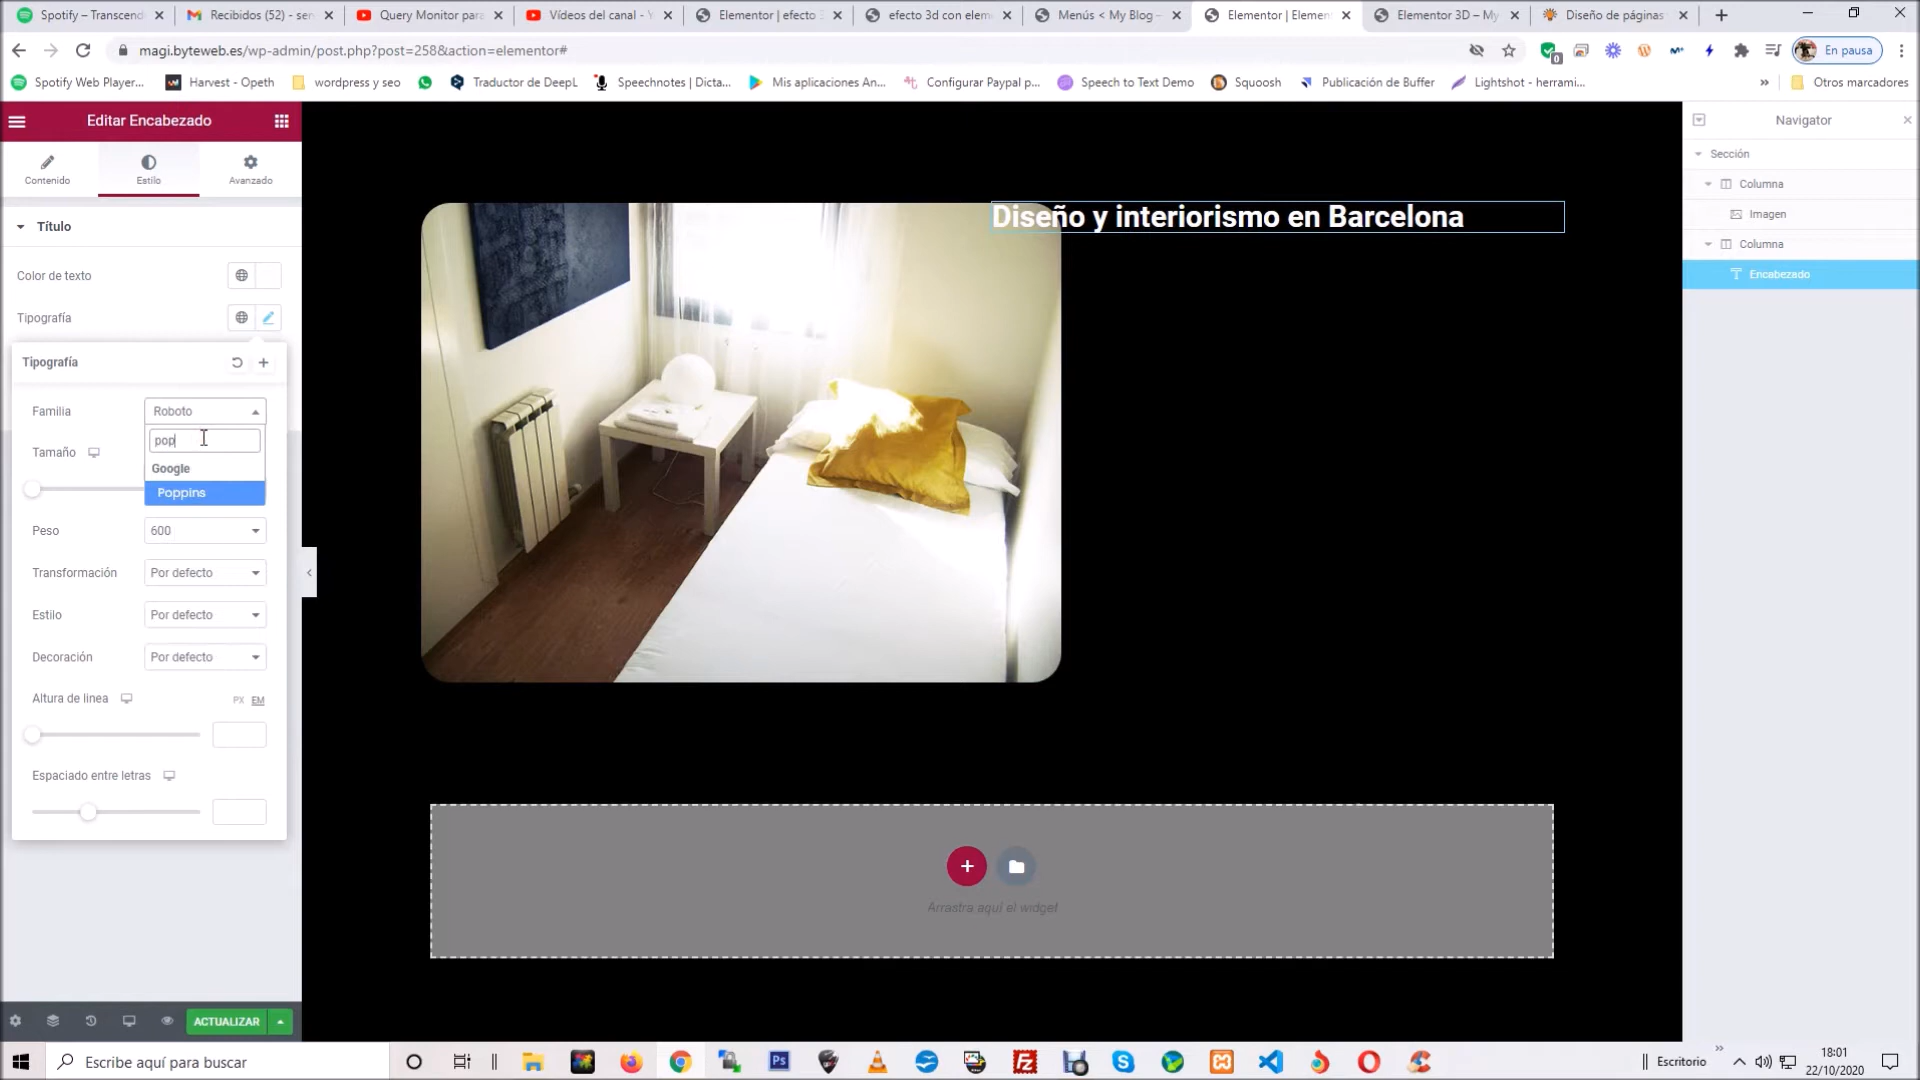 Spotify – Transcend
Recibidos (52) - ser
Query Monitor para
Vídeos del canal - Y
Elementor | efecto
efecto 3d con elem
Menús < My Blog –
Elementor | Elemen
Elementor 3D – My
Diseño de páginas
magi.byteweb.es/wp-admin/post.php?post=258&action=elementor#
0
En pausa
Spotify Web Player...
Harvest - Opeth
wordpress y seo
Traductor de DeepL
Speechnotes | Dicta...
Mis aplicaciones An...
Configurar Paypal p...
Speech to Text Demo
Squoosh
Publicación de Buffer
Lightshot - herrami...
»
Otros marcadores
Editar Encabezado
Navigator
Contenido
Estilo
Avanzado
Sección
Columna
Imagen
Columna
Encabezado
Título
Color de texto
Tipografía
Diseño y interiorismo en Barcelona
Tipografía
Familia
Roboto
pop
Tamaño
Google
Poppins
Peso
600
Transformación
Por defecto
Estilo
Por defecto
Decoración
Por defecto
Altura de linea
PX EM
Espaciado entre letras
Arrastra aquí el widget
ACTUALIZAR
Escribe aquí para buscar
Ps
Fz
Escritorio
»
18:01
22/10/2020